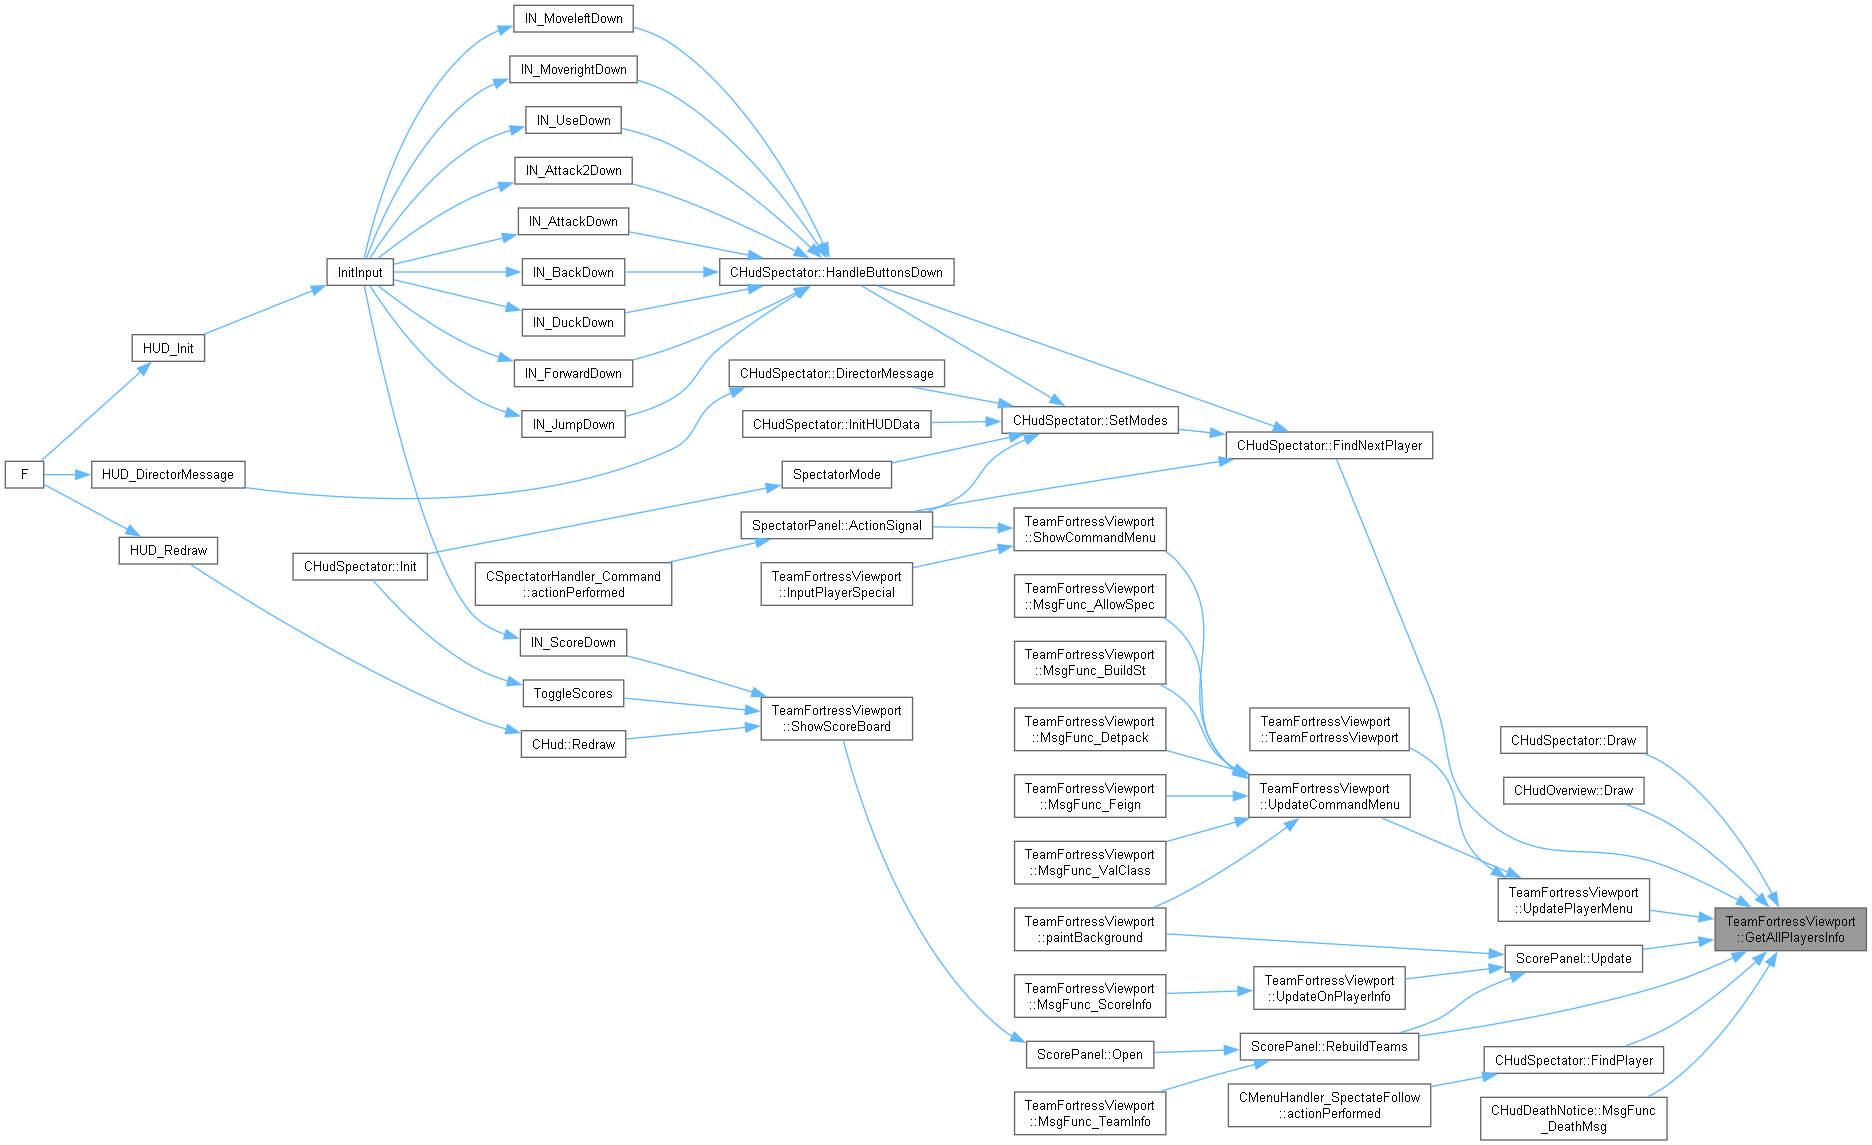 IN_MoveleftDown
IN_MoverightDown
IN_UseDown
IN_Attack2Down
IN_AttackDown
InitInput
IN_BackDown
CHudSpectator::HandleButtonsDown
IN_DuckDown
HUD_Init
IN_ForwardDown
CHudSpectator::DirectorMessage
IN_JumpDown
CHudSpectator::InitHUDData
CHudSpectator::SetModes
CHudSpectator::FindNextPlayer
F
HUD_DirectorMessage
SpectatorMode
SpectatorPanel::ActionSignal
TeamFortressViewport
::ShowCommandMenu
HUD_Redraw
CHudSpectator::Init
CSpectatorHandler_Command
::actionPerformed
TeamFortressViewport
::InputPlayerSpecial
TeamFortressViewport
::MsgFunc_AllowSpec
IN_ScoreDown
TeamFortressViewport
::MsgFunc_BuildSt
ToggleScores
TeamFortressViewport
::ShowScoreBoard
CHud::Redraw
TeamFortressViewport
::MsgFunc_Detpack
TeamFortressViewport
::TeamFortressViewport
CHudSpectator::Draw
TeamFortressViewport
::MsgFunc_Feign
TeamFortressViewport
::UpdateCommandMenu
CHudOverview::Draw
TeamFortressViewport
::MsgFunc_ValClass
TeamFortressViewport
::UpdatePlayerMenu
TeamFortressViewport
::paintBackground
TeamFortressViewport
::GetAllPlayersInfo
ScorePanel::Update
TeamFortressViewport
::MsgFunc_ScoreInfo
TeamFortressViewport
::UpdateOnPlayerInfo
ScorePanel::Open
ScorePanel::RebuildTeams
CHudSpectator::FindPlayer
TeamFortressViewport
::MsgFunc_TeamInfo
CMenuHandler_SpectateFollow
::actionPerformed
CHudDeathNotice::MsgFunc
_DeathMsg